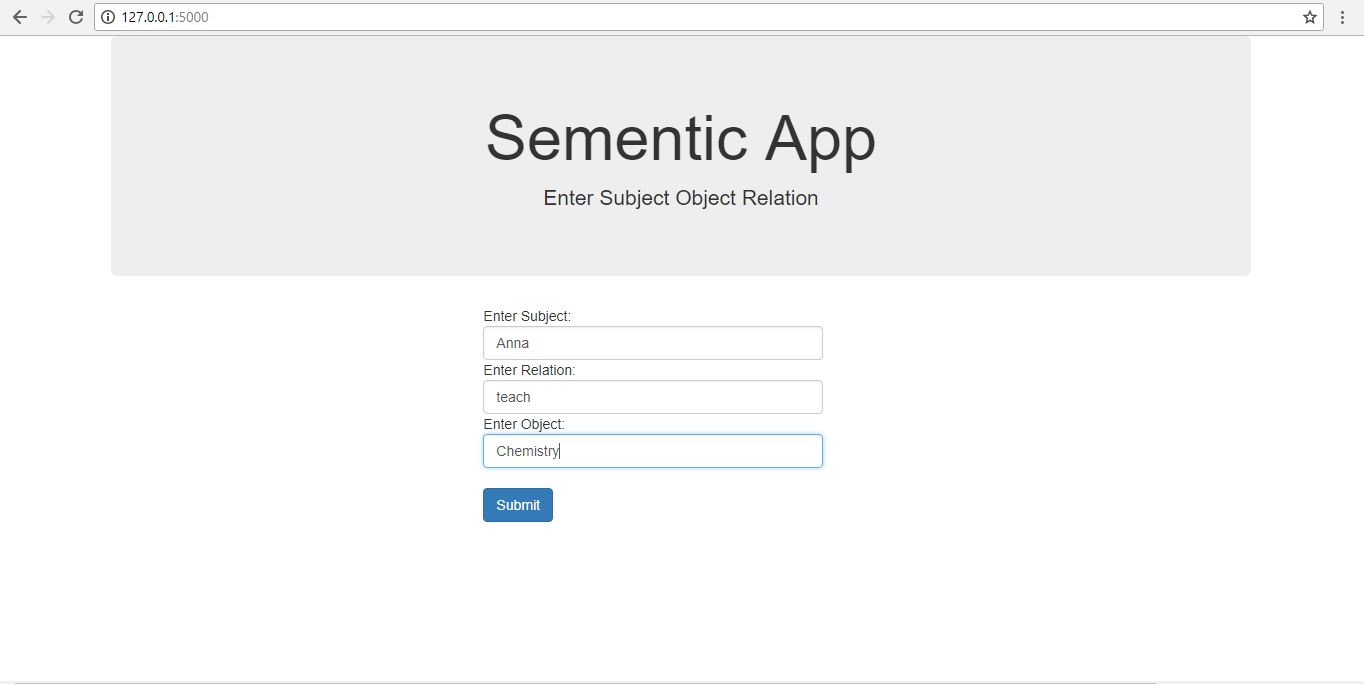 127.0.0.1:5000
Sementic App
Enter Subject Object Relation
Enter Subject:
Anna
Enter Relation:
teach
Enter Object:
Chemistry
Submit